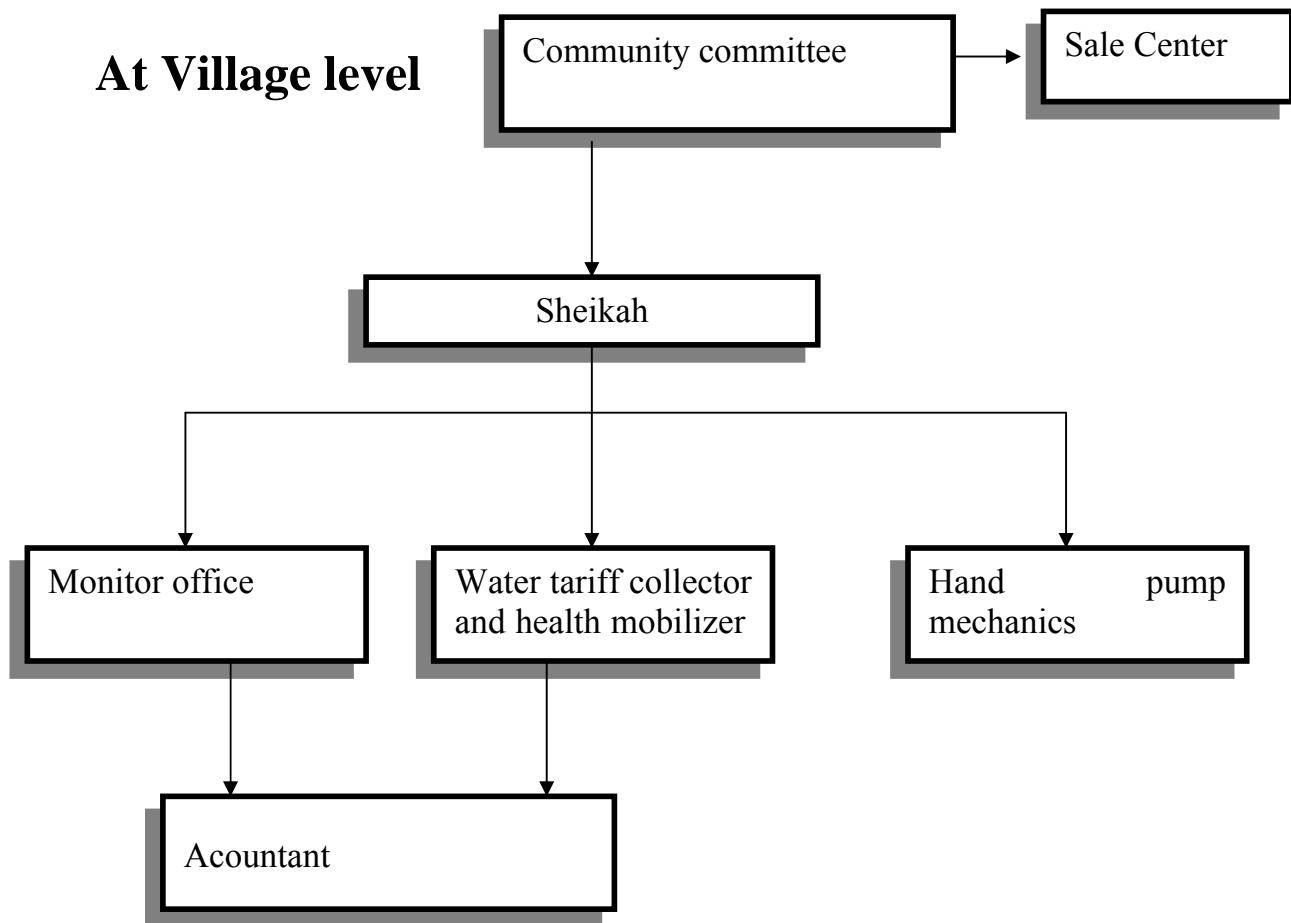 At Village level
Community committee
Sale Center
Sheikah
Monitor office
Water tariff collector
and health mobilizer
Hand pump
mechanics
Acountant